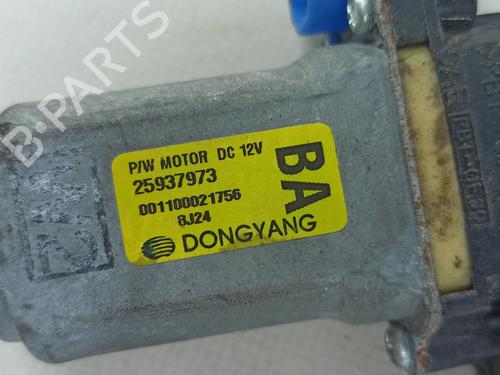 B-PARTS
P/W MOTOR DC 12V
25937973
001100021756
8J24
BA
DONGYANG